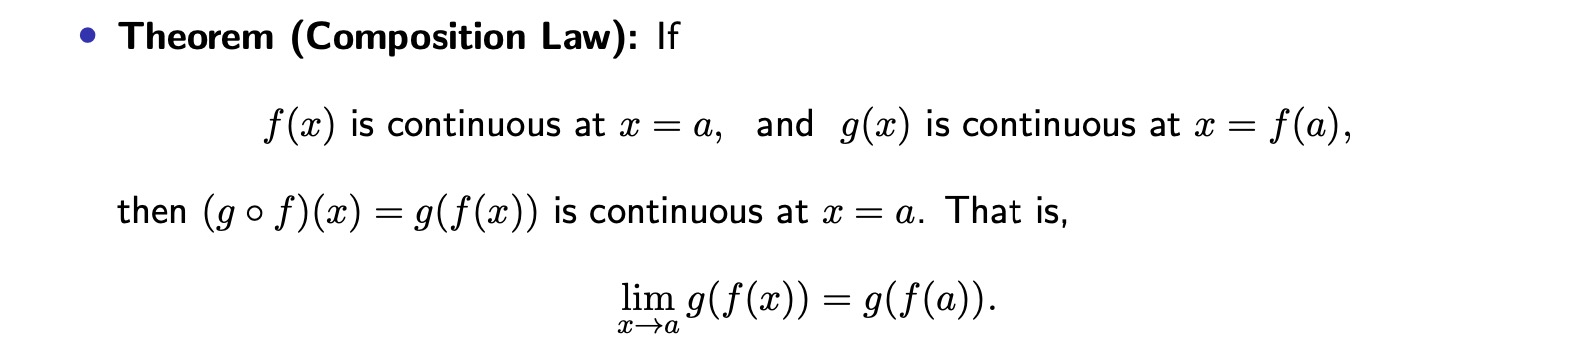 • Theorem (Composition Law): If
f(x) is continuous at x = a, and g(x) is continuous at x = f(a),
then (g ∘ f)(x) = g(f(x)) is continuous at x = a. That is,
lim_{x→a} g(f(x)) = g(f(a)).